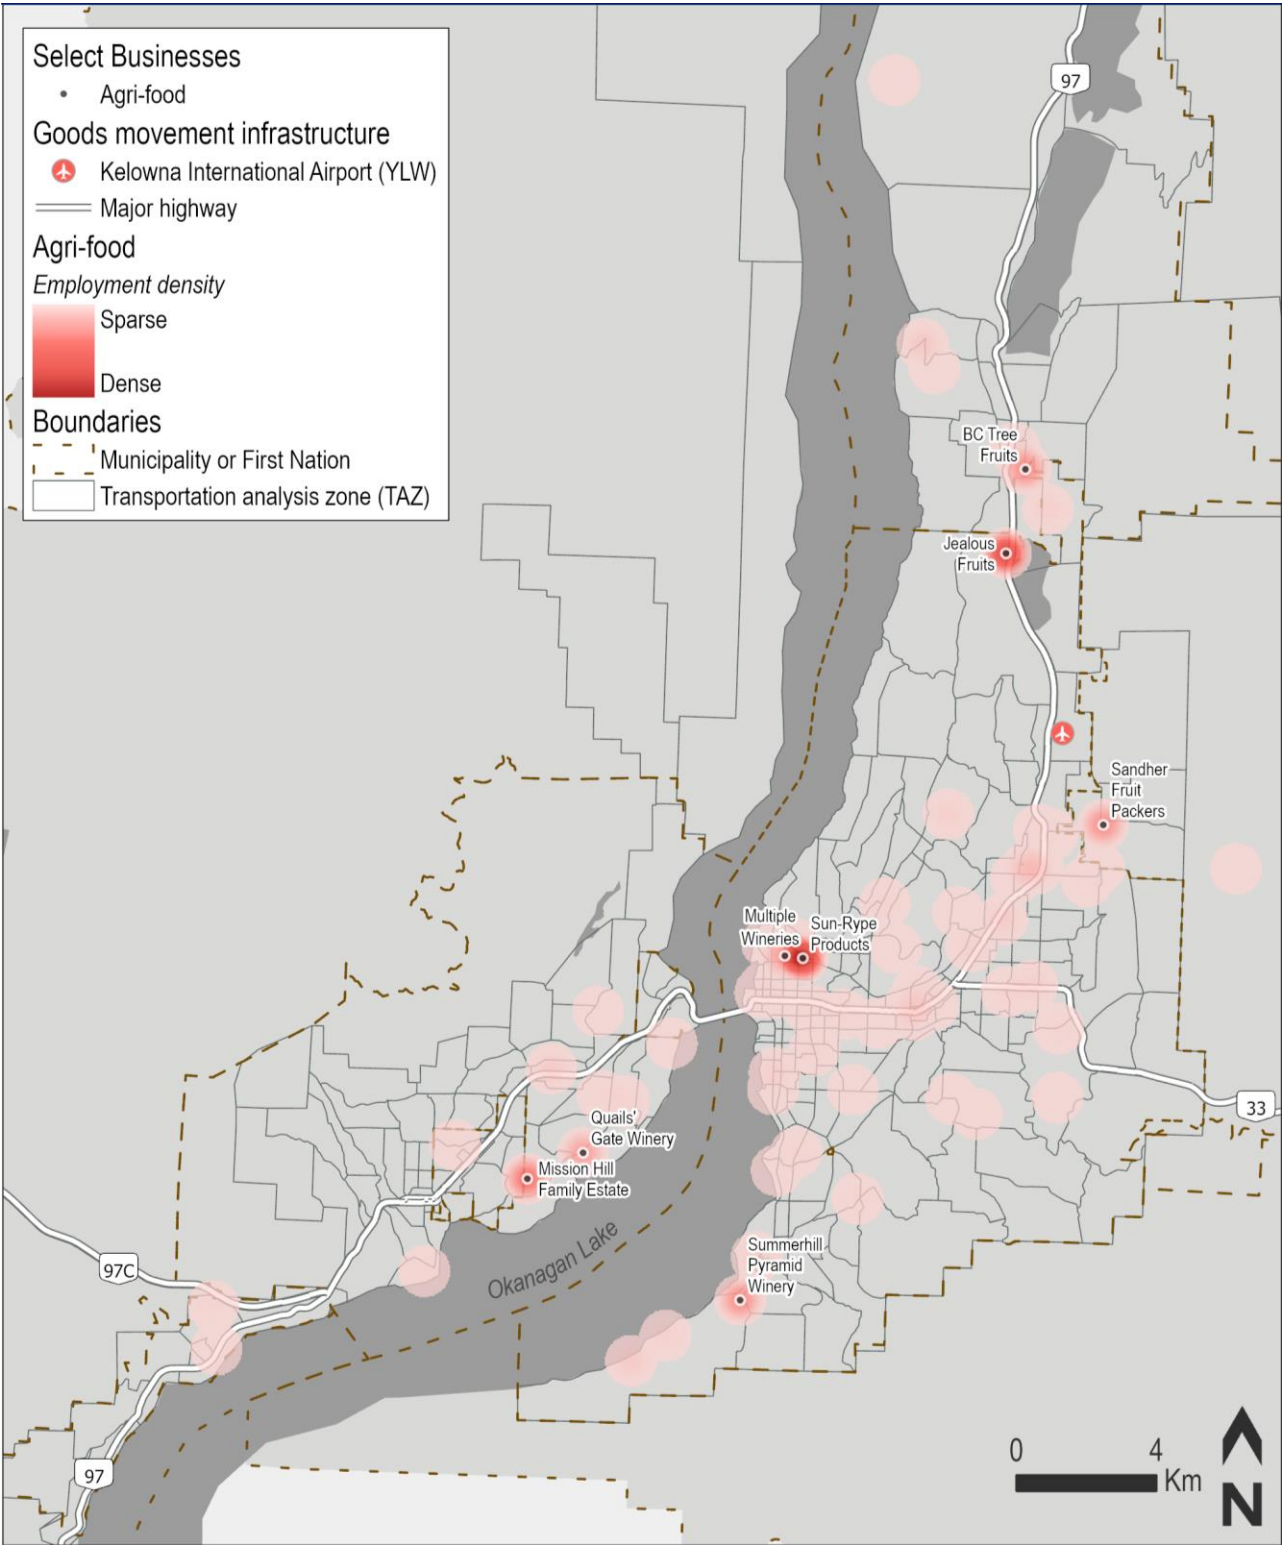 Select Businesses
Agri-food
Goods movement infrastructure
Kelowna International Airport (YLW)
Major highway
Agri-food
Employment density
Sparse
Dense
Boundaries
Municipality or First Nation
Transportation analysis zone (TAZ)
97
BC Tree
Fruits
Jealous
Fruits
Sandher
Fruit
Packers
Multiple
Wineries
Sun-Rype
Products
33
Quails'
Gate Winery
Mission Hill
Family Estate
Summerhill
Pyramid
Winery
Okanagan Lake
97C
97
0 4
Km
N